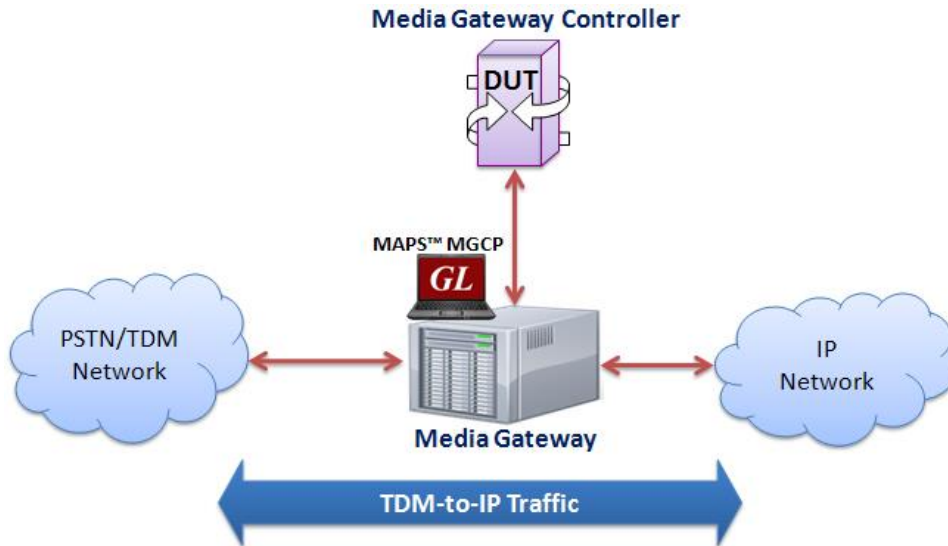 Media Gateway Controller
DUT
MAPS™ MGCP
GL
PSTN/TDM
Network
IP
Network
Media Gateway
TDM-to-IP Traffic